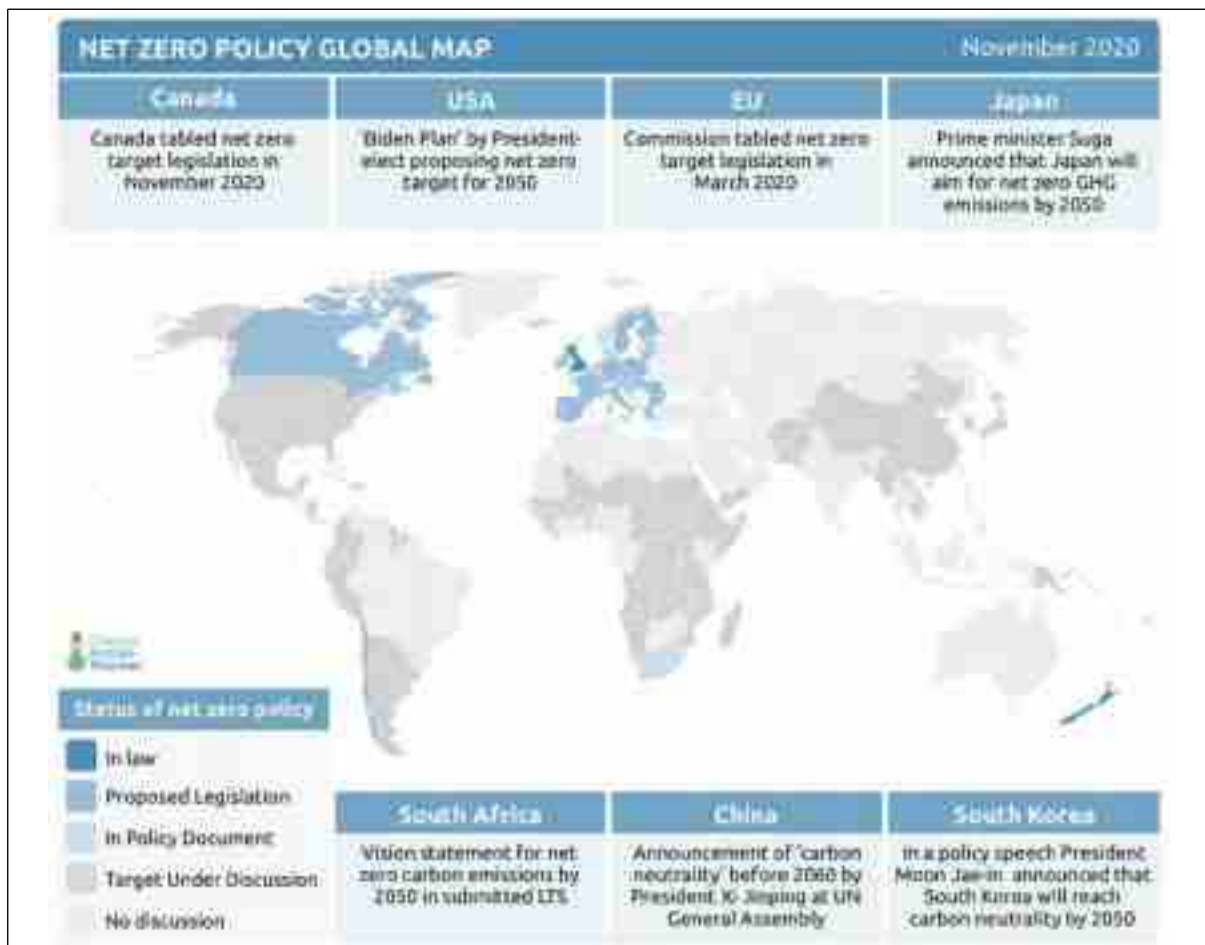 NET ZERO POLICY GLOBAL MAP
November 2020
Canada
Canada tabled net zero
target legislation in
November 2020
USA
'Biden Plan' by President-
elect proposing net zero
target for 2050
EU
Commission tabled net zero
target legislation in
March 2020
Japan
Prime minister Suga
announced that Japan will
aim for net zero GHG
emissions by 2050
Status of net zero policy
In law
Proposed Legislation
In Policy Document
Target Under Discussion
No discussion
South Africa
Vision statement for net
zero carbon emissions by
2050 in submitted LTS
China
Announcement of 'carbon
neutrality' before 2060 by
President Xi Jinping at UN
General Assembly
South Korea
In a policy speech President
Moon Jae-in announced that
South Korea will reach
carbon neutrality by 2050